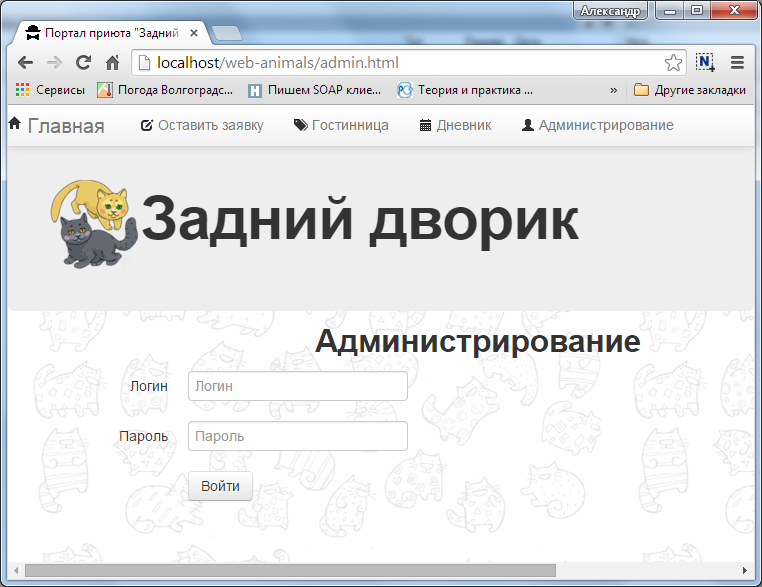 Александр
Портал приюта "Задний
localhost/web-animals/admin.html
Сервисы Погода Волгоградс... Пишем SOAP клие... Теория и практика ... » Другие закладки
Главная Оставить заявку Гостинница Дневник Администрирование
Задний дворик
Администрирование
Логин Логин
Пароль Пароль
Войти